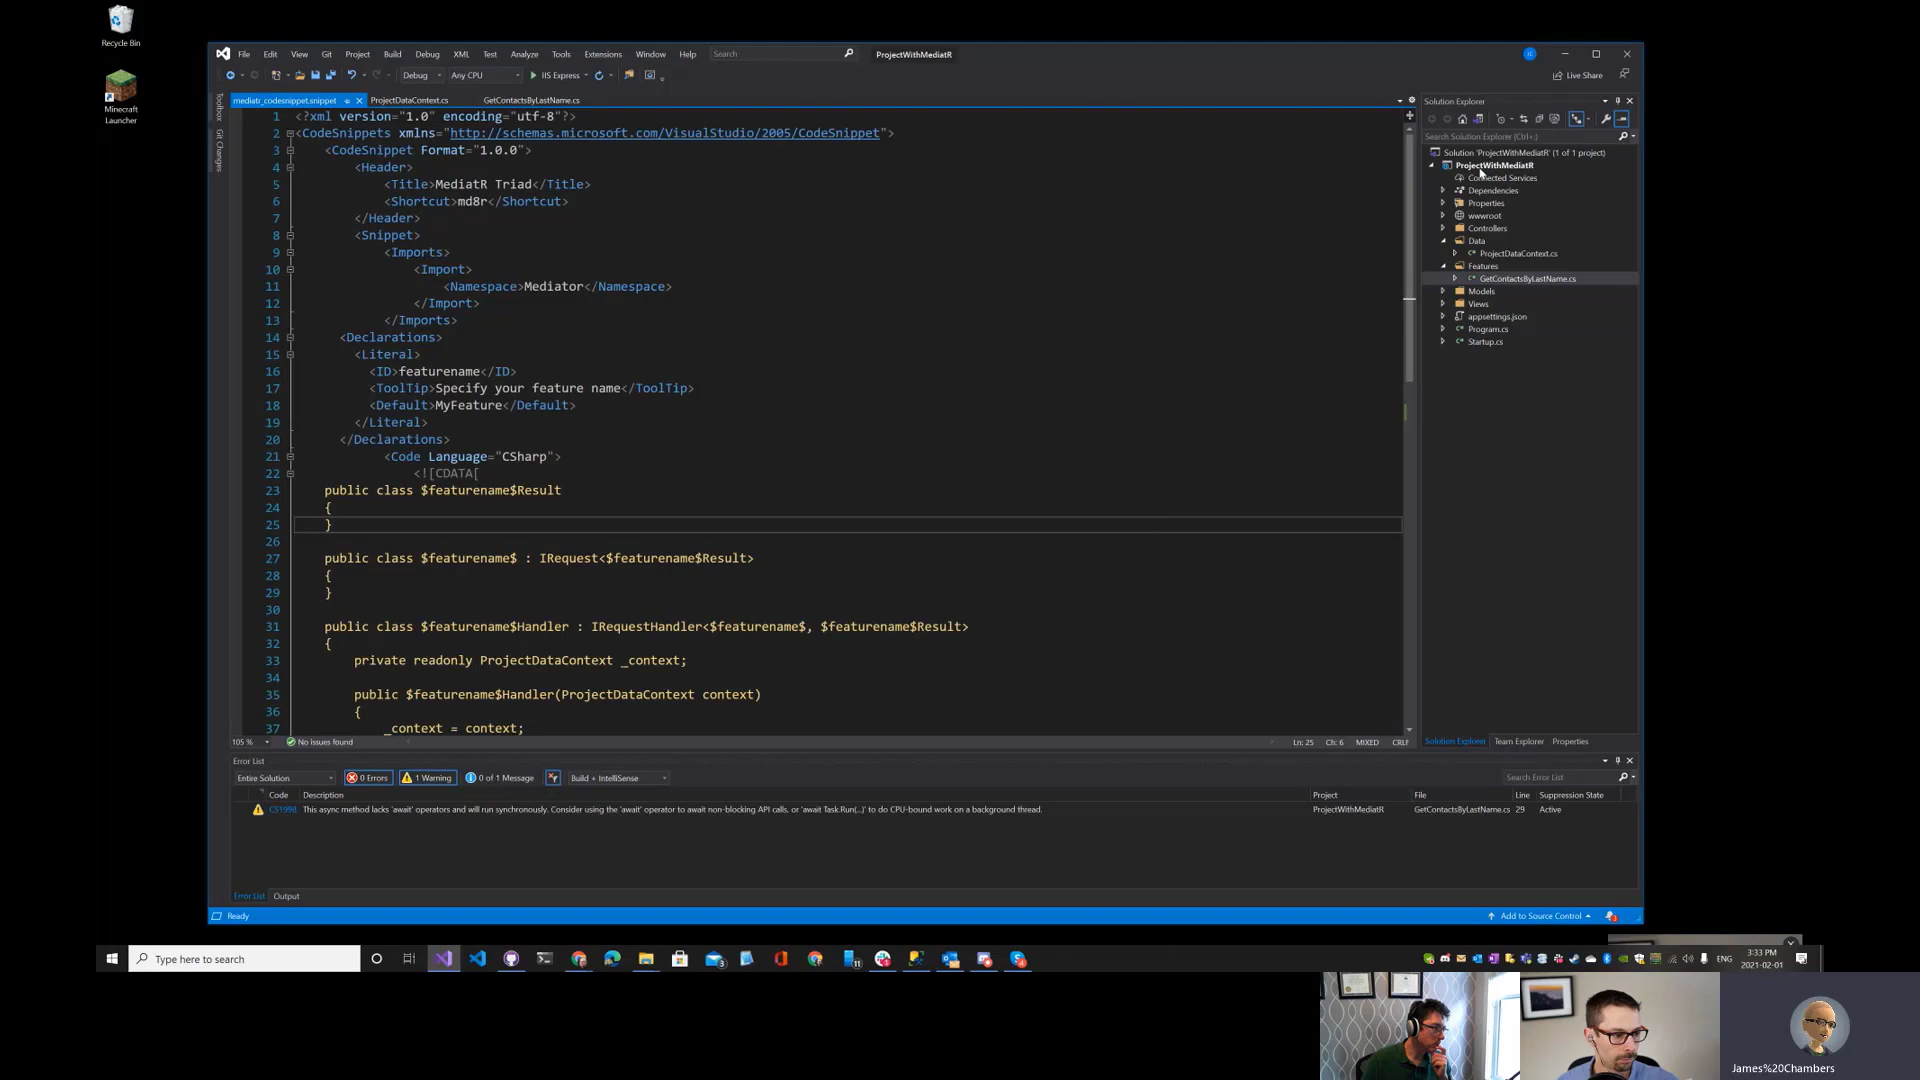 Recycle Bin
Minecraft
Launcher
File Edit View Git Project Build Debug XML Test Analyze Tools Extensions Window Help Search ProjectWithMediatR JC
Debug Any CPU IIS Express Live Share
Toolbox
Git Changes
mediatr_codesnippet.snippet ProjectDataContext.cs GetContactsByLastName.cs
1 <?xml version="1.0" encoding="utf-8"?>
2 <CodeSnippets xmlns="http://schemas.microsoft.com/VisualStudio/2005/CodeSnippet">
3 <CodeSnippet Format="1.0.0">
4 <Header>
5 <Title>MediatR Triad</Title>
6 <Shortcut>md8r</Shortcut>
7 </Header>
8 <Snippet>
9 <Imports>
10 <Import>
11 <Namespace>Mediator</Namespace>
12 </Import>
13 </Imports>
14 <Declarations>
15 <Literal>
16 <ID>featurename</ID>
17 <ToolTip>Specify your feature name</ToolTip>
18 <Default>MyFeature</Default>
19 </Literal>
20 </Declarations>
21 <Code Language="CSharp">
22 <![CDATA[
23 public class $featurename$Result
24 {
25 }
26
27 public class $featurename$ : IRequest<$featurename$Result>
28 {
29 }
30
31 public class $featurename$Handler : IRequestHandler<$featurename$, $featurename$Result>
32 {
33 private readonly ProjectDataContext _context;
34
35 public $featurename$Handler(ProjectDataContext context)
36 {
37 _context = context;
105 % No issues found Ln: 25 Ch: 6 MIXED CRLF
Solution Explorer
Search Solution Explorer (Ctrl+;)
Solution 'ProjectWithMediatR' (1 of 1 project)
ProjectWithMediatR
Connected Services
Dependencies
Properties
wwwroot
Controllers
Data
ProjectDataContext.cs
Features
GetContactsByLastName.cs
Models
Views
appsettings.json
Program.cs
Startup.cs
Solution Explorer Team Explorer Properties
Error List
Entire Solution 0 Errors 1 Warning 0 of 1 Message Build + IntelliSense Search Error List
Code Description Project File Line Suppression State
CS1998 This async method lacks 'await' operators and will run synchronously. Consider using the 'await' operator to await non-blocking API calls, or 'await Task.Run(...)' to do CPU-bound work on a background thread. ProjectWithMediatR GetContactsByLastName.cs 29 Active
Error List Output
Ready Add to Source Control
Type here to search
ENG 3:33 PM
2021-02-01
James%20Chambers